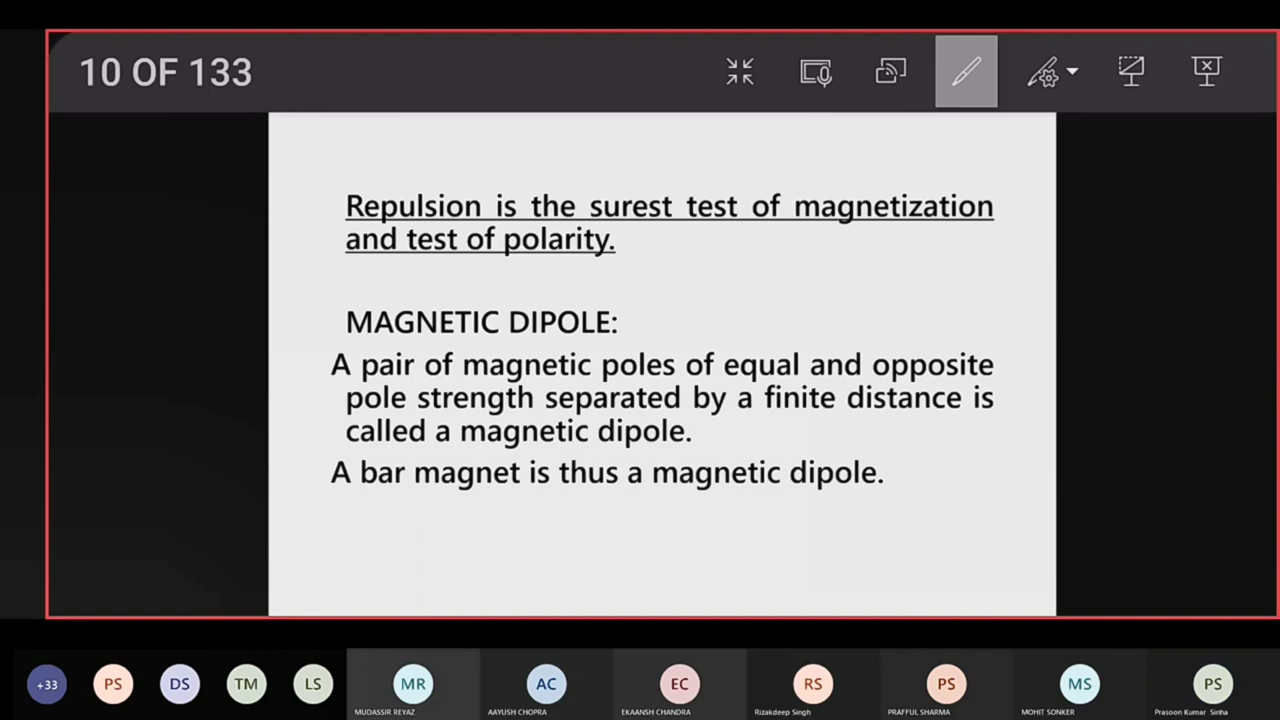 10 OF 133
Repulsion is the surest test of magnetization
and test of polarity.
MAGNETIC DIPOLE:
A pair of magnetic poles of equal and opposite
pole strength separated by a finite distance is
called a magnetic dipole.
A bar magnet is thus a magnetic dipole.
+33 PS DS TM LS MR AC EC RS PS MS PS
MUDASSIR REYAZ AAYUSH CHOPRA EKAANSH CHANDRA Rizakdeep Singh PRAFFUL SHARMA MOHIT SONKER Prasoon Kumar Sinha